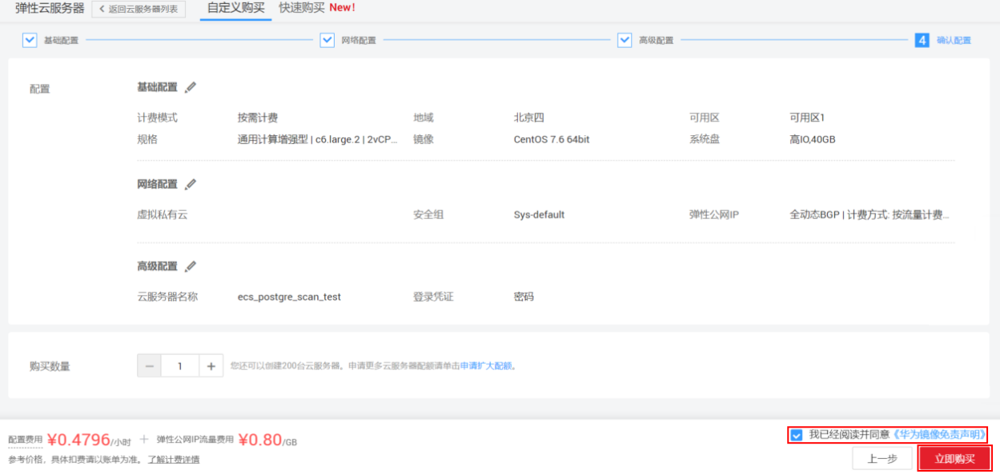 弹性云服务器 < 返回云服务器列表 自定义购买 快速购买 New!
基础配置 网络配置 高级配置 4 确认配置
配置 基础配置
计费模式 按需计费 地域 北京四 可用区 可用区1
规格 通用计算增强型 | c6.large.2 | 2vCP... 镜像 CentOS 7.6 64bit 系统盘 高IO,40GB
网络配置
虚拟私有云 安全组 Sys-default 弹性公网IP 全动态BGP | 计费方式: 按流量计费...
高级配置
云服务器名称 ecs_postgre_scan_test 登录凭证 密码
购买数量 − 1 + 您还可以创建200台云服务器。申请更多云服务器配额请单击申请扩大配额。
配置费用 ¥0.4796/小时 + 弹性公网IP流量费用 ¥0.80/GB 我已经阅读并同意《华为镜像免责声明》
参考价格，具体扣费请以账单为准。 了解计费详情 上一步 立即购买